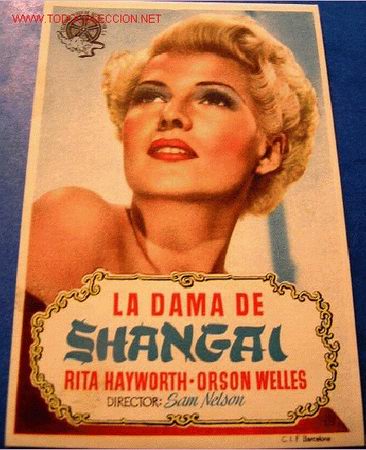 WWW.TODOCOLECCION.NET
LA DAMA DE
SHANGAI
RITA HAYWORTH-ORSON WELLES
DIRECTOR: Sam Nelson
C.I.F. Barcelona